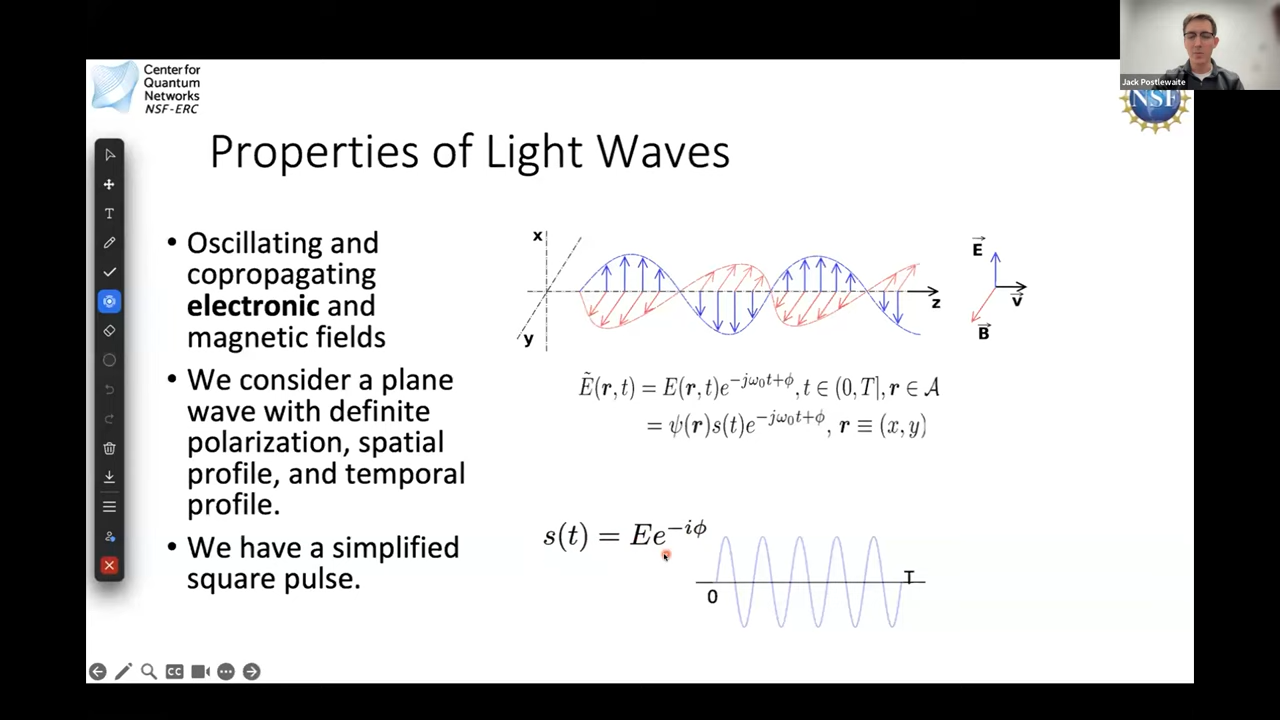 Center for
Quantum
Networks
NSF-ERC
Jack Postlewaite
NSF
Properties of Light Waves
• Oscillating and
copropagating
electronic and
magnetic fields
• We consider a plane
wave with definite
polarization, spatial
profile, and temporal
profile.
• We have a simplified
square pulse.
x
y
z
E⃗
v⃗
B⃗
Ẽ(r, t) = E(r, t)e^{−jω₀t+ϕ}, t ∈ (0, T], r ∈ 𝒜
= ψ(r)s(t)e^{−jω₀t+ϕ}, r ≡ (x, y)
s(t) = Ee^{−iϕ}
0
T
T
CC